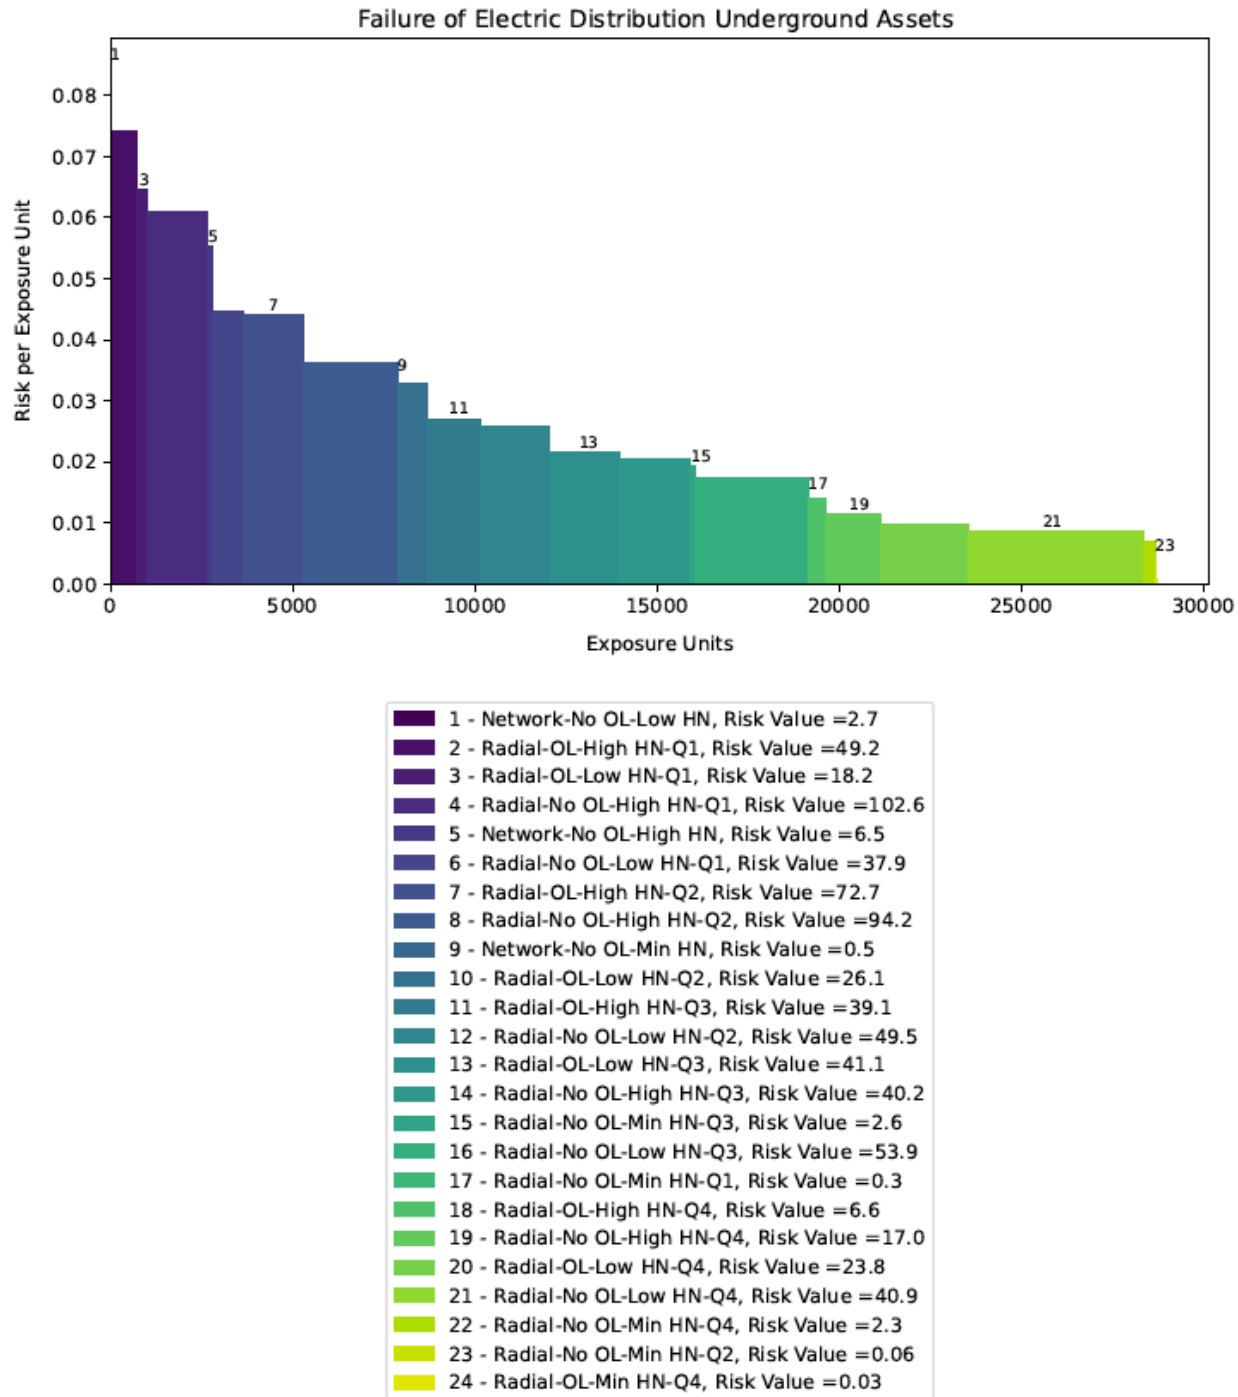 Failure of Electric Distribution Underground Assets
Risk per Exposure Unit
0.08
0.07
0.06
0.05
0.04
0.03
0.02
0.01
0.00
1
3
5
7
9
11
13
15
17
19
21
23
0
5000
10000
15000
20000
25000
30000
Exposure Units
1 - Network-No OL-Low HN, Risk Value =2.7
2 - Radial-OL-High HN-Q1, Risk Value =49.2
3 - Radial-OL-Low HN-Q1, Risk Value =18.2
4 - Radial-No OL-High HN-Q1, Risk Value =102.6
5 - Network-No OL-High HN, Risk Value =6.5
6 - Radial-No OL-Low HN-Q1, Risk Value =37.9
7 - Radial-OL-High HN-Q2, Risk Value =72.7
8 - Radial-No OL-High HN-Q2, Risk Value =94.2
9 - Network-No OL-Min HN, Risk Value =0.5
10 - Radial-OL-Low HN-Q2, Risk Value =26.1
11 - Radial-OL-High HN-Q3, Risk Value =39.1
12 - Radial-No OL-Low HN-Q2, Risk Value =49.5
13 - Radial-OL-Low HN-Q3, Risk Value =41.1
14 - Radial-No OL-High HN-Q3, Risk Value =40.2
15 - Radial-No OL-Min HN-Q3, Risk Value =2.6
16 - Radial-No OL-Low HN-Q3, Risk Value =53.9
17 - Radial-No OL-Min HN-Q1, Risk Value =0.3
18 - Radial-OL-High HN-Q4, Risk Value =6.6
19 - Radial-No OL-High HN-Q4, Risk Value =17.0
20 - Radial-OL-Low HN-Q4, Risk Value =23.8
21 - Radial-No OL-Low HN-Q4, Risk Value =40.9
22 - Radial-No OL-Min HN-Q4, Risk Value =2.3
23 - Radial-No OL-Min HN-Q2, Risk Value =0.06
24 - Radial-OL-Min HN-Q4, Risk Value =0.03